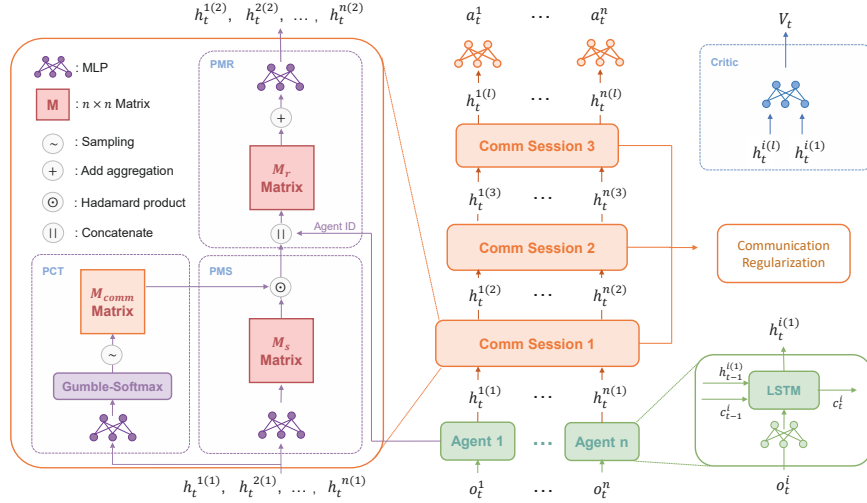 h_t^{1(2)}, h_t^{2(2)}, ... , h_t^{n(2)}
: MLP
M : n × n Matrix
~ : Sampling
+ : Add aggregation
⊙ : Hadamard product
|| : Concatenate
PMR
+
M_r
Matrix
||
Agent ID
PCT
M_{comm}
Matrix
~
Gumble-Softmax
PMS
⊙
M_s
Matrix
h_t^{1(1)}, h_t^{2(1)}, ... , h_t^{n(1)}
a_t^1 ... a_t^n
h_t^{1(l)} ... h_t^{n(l)}
Comm Session 3
h_t^{1(3)} ... h_t^{n(3)}
Comm Session 2
h_t^{1(2)} ... h_t^{n(2)}
Comm Session 1
h_t^{1(1)} ... h_t^{n(1)}
Agent 1 ... Agent n
o_t^1 ... o_t^n
V_t
Critic
h_t^{i(l)} h_t^{i(1)}
Communication
Regularization
h_t^{i(1)}
h_{t-1}^{i(1)}
LSTM
c_{t-1}^i
c_t^i
o_t^i